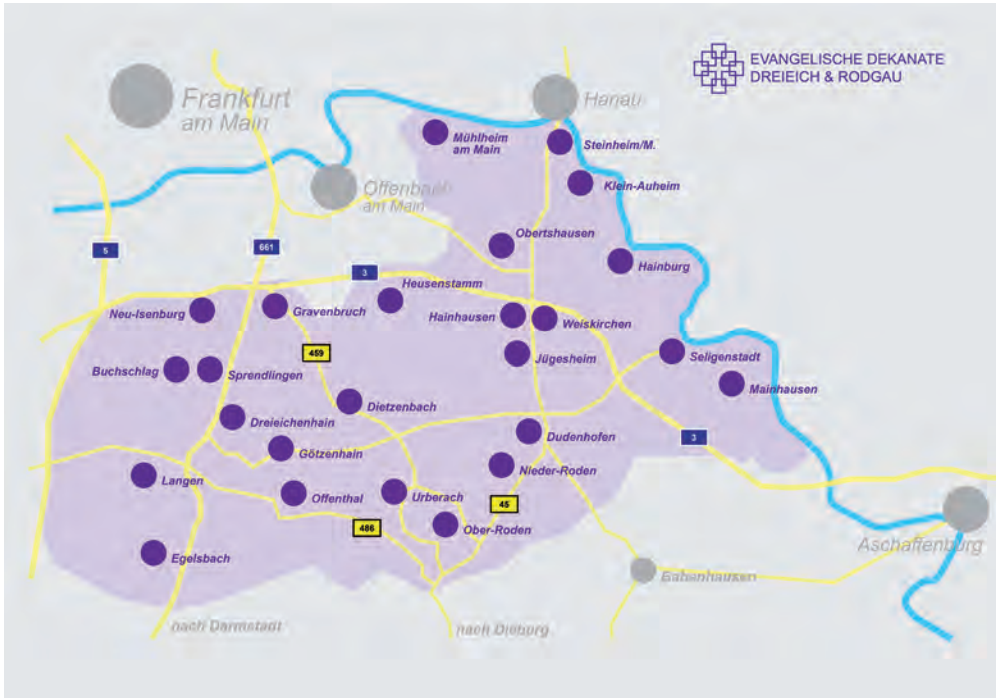 EVANGELISCHE DEKANATE
DREIEICH & RODGAU
Frankfurt
am Main
Hanau
Mühlheim
am Main
Steinheim/M.
Klein-Auheim
Offenbach
am Main
Obertshausen
5
661
3
Hainburg
Heusenstamm
Neu-Isenburg
Gravenbruch
Hainhausen
Weiskirchen
459
Jügesheim
Seligenstadt
Buchschlag
Sprendlingen
Mainhausen
Dietzenbach
Dreieichenhain
Dudenhofen
3
Götzenhain
Nieder-Roden
Langen
Offenthal
Urberach
45
486
Ober-Roden
Aschaffenburg
Egelsbach
Babenhausen
nach Darmstadt
nach Dieburg